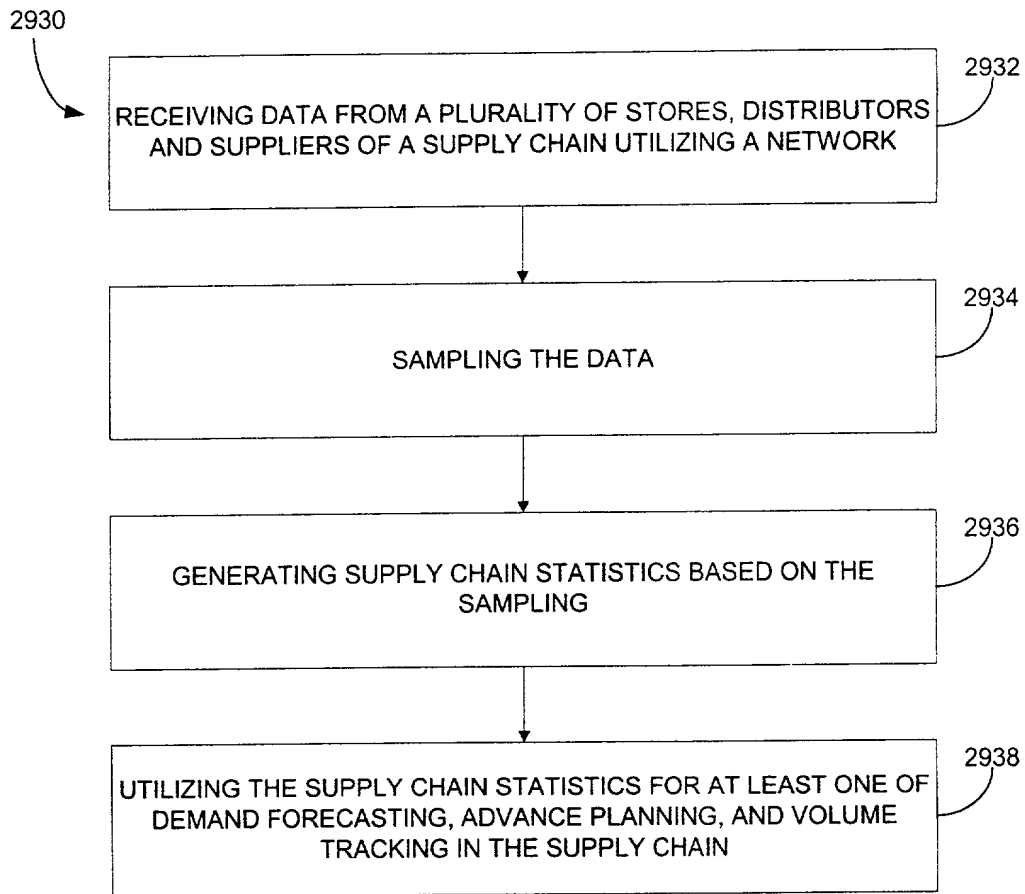 2930
2932
RECEIVING DATA FROM A PLURALITY OF STORES, DISTRIBUTORS
AND SUPPLIERS OF A SUPPLY CHAIN UTILIZING A NETWORK
2934
SAMPLING THE DATA
2936
GENERATING SUPPLY CHAIN STATISTICS BASED ON THE
SAMPLING
2938
UTILIZING THE SUPPLY CHAIN STATISTICS FOR AT LEAST ONE OF
DEMAND FORECASTING, ADVANCE PLANNING, AND VOLUME
TRACKING IN THE SUPPLY CHAIN